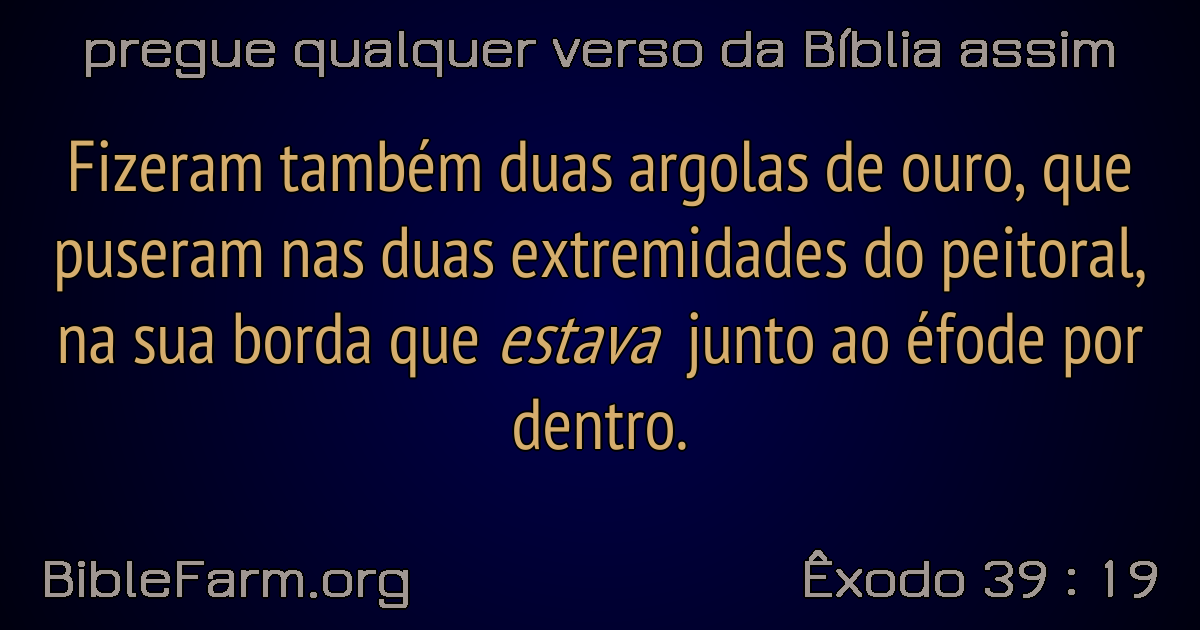 pregue qualquer verso da Bíblia assim
Fizeram também duas argolas de ouro, que
puseram nas duas extremidades do peitoral,
na sua borda que estava junto ao éfode por
dentro.
BibleFarm.org
Êxodo 39 : 19